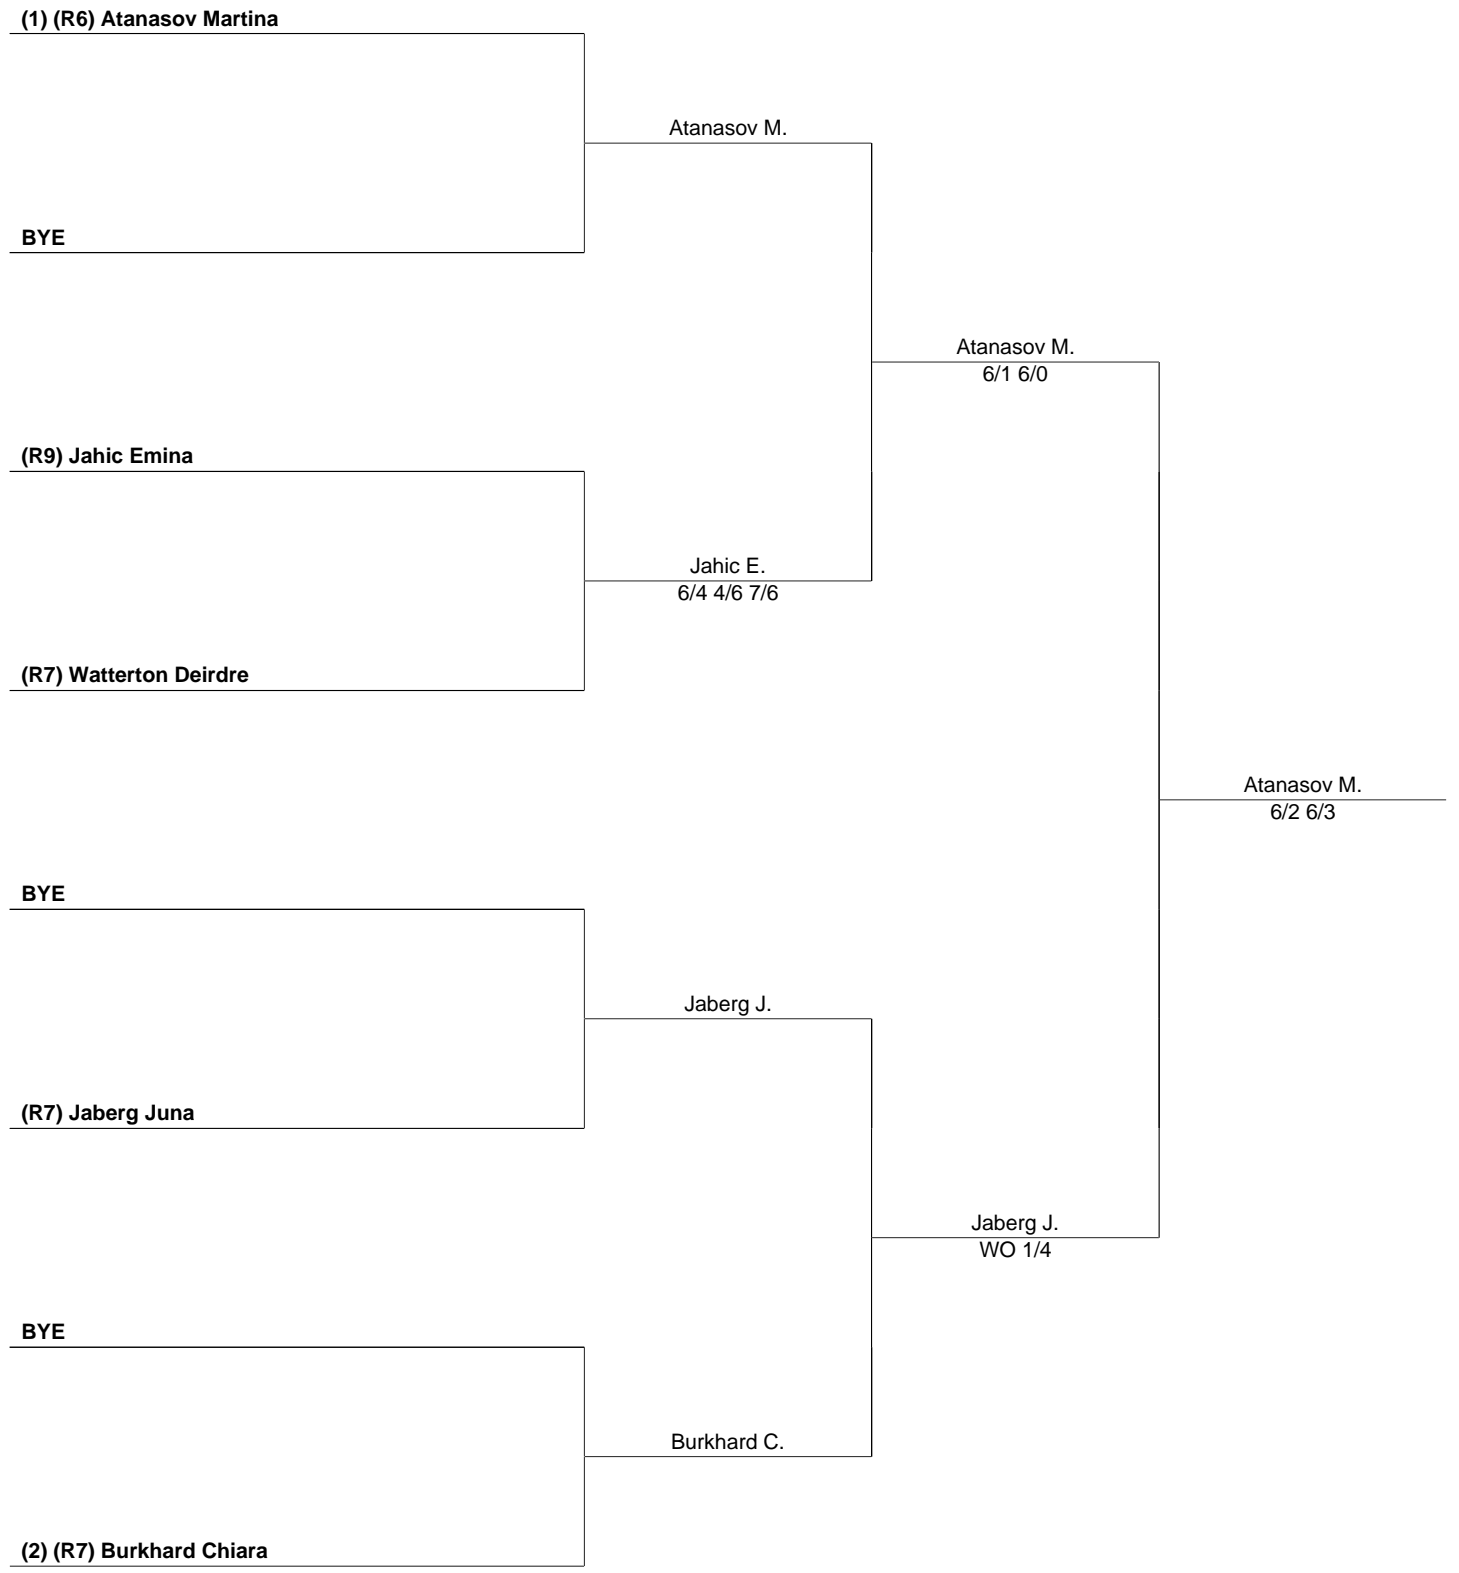 (1) (R6) Atanasov Martina
Atanasov M.
BYE
Atanasov M.
6/1 6/0
(R9) Jahic Emina
Jahic E.
6/4 4/6 7/6
(R7) Watterton Deirdre
Atanasov M.
6/2 6/3
BYE
Jaberg J.
(R7) Jaberg Juna
Jaberg J.
WO 1/4
BYE
Burkhard C.
(2) (R7) Burkhard Chiara